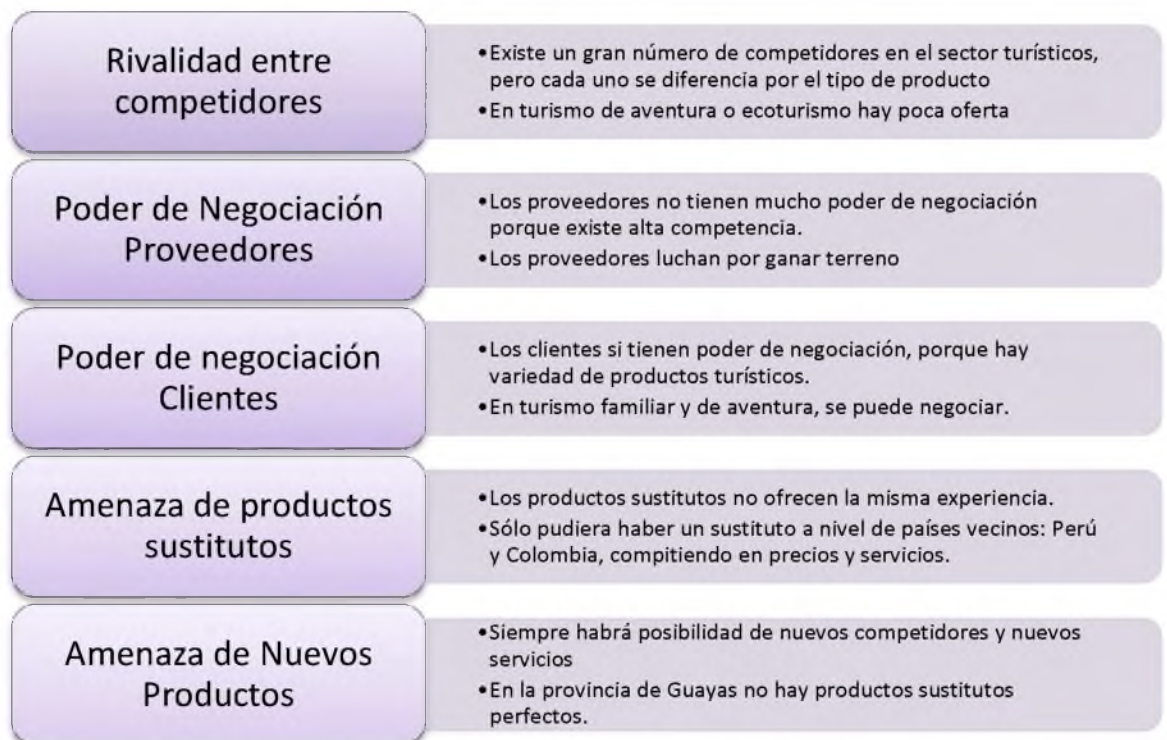 Rivalidad entre
competidores
•Existe un gran número de competidores en el sector turísticos,
pero cada uno se diferencia por el tipo de producto
•En turismo de aventura o ecoturismo hay poca oferta
Poder de Negociación
Proveedores
•Los proveedores no tienen mucho poder de negociación
porque existe alta competencia.
•Los proveedores luchan por ganar terreno
Poder de negociación
Clientes
•Los clientes si tienen poder de negociación, porque hay
variedad de productos turísticos.
•En turismo familiar y de aventura, se puede negociar.
Amenaza de productos
sustitutos
•Los productos sustitutos no ofrecen la misma experiencia.
•Sólo pudiera haber un sustituto a nivel de países vecinos: Perú
y Colombia, compitiendo en precios y servicios.
Amenaza de Nuevos
Productos
•Siempre habrá posibilidad de nuevos competidores y nuevos
servicios
•En la provincia de Guayas no hay productos sustitutos
perfectos.